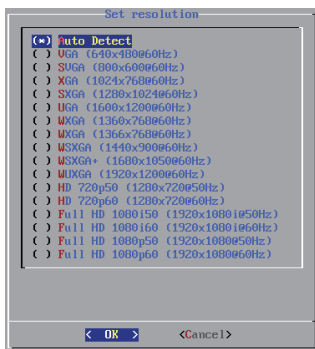 Set resolution
(*) Auto Detect
( ) VGA (640x480@60Hz)
( ) SVGA (800x600@60Hz)
( ) XGA (1024x768@60Hz)
( ) SXGA (1280x1024@60Hz)
( ) UGA (1600x1200@60Hz)
( ) WXGA (1360x768@60Hz)
( ) WXGA (1366x768@60Hz)
( ) WSXGA (1440x900@60Hz)
( ) WSXGA+ (1680x1050@60Hz)
( ) WUXGA (1920x1200@60Hz)
( ) HD 720p50 (1280x720@50Hz)
( ) HD 720p60 (1280x720@60Hz)
( ) Full HD 1080i50 (1920x1080i@50Hz)
( ) Full HD 1080i60 (1920x1080i@60Hz)
( ) Full HD 1080p50 (1920x1080@50Hz)
( ) Full HD 1080p60 (1920x1080@60Hz)
< OK > <Cancel>